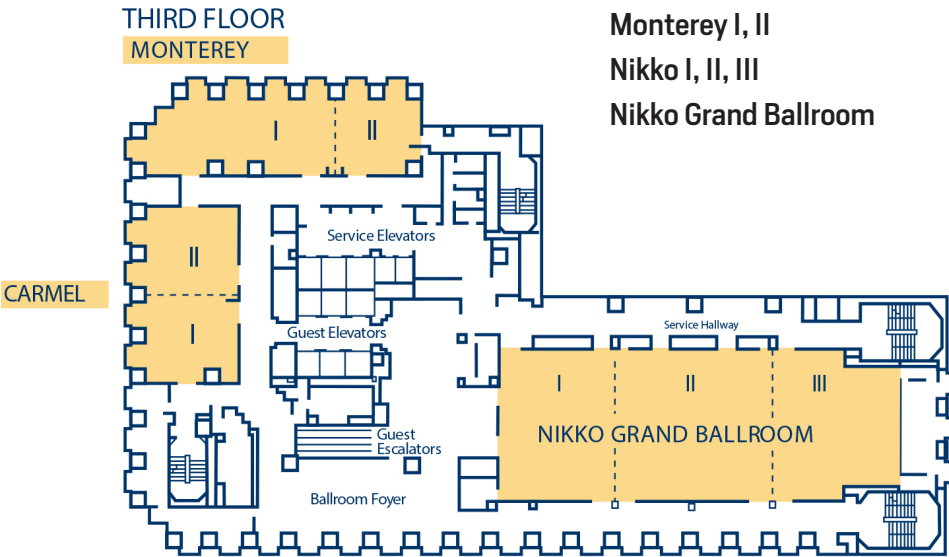 THIRD FLOOR
MONTEREY
Monterey I, II
Nikko I, II, III
Nikko Grand Ballroom
I II
Service Elevators
II
CARMEL
I
Guest Elevators
Service Hallway
I II III
NIKKO GRAND BALLROOM
Guest
Escalators
Ballroom Foyer